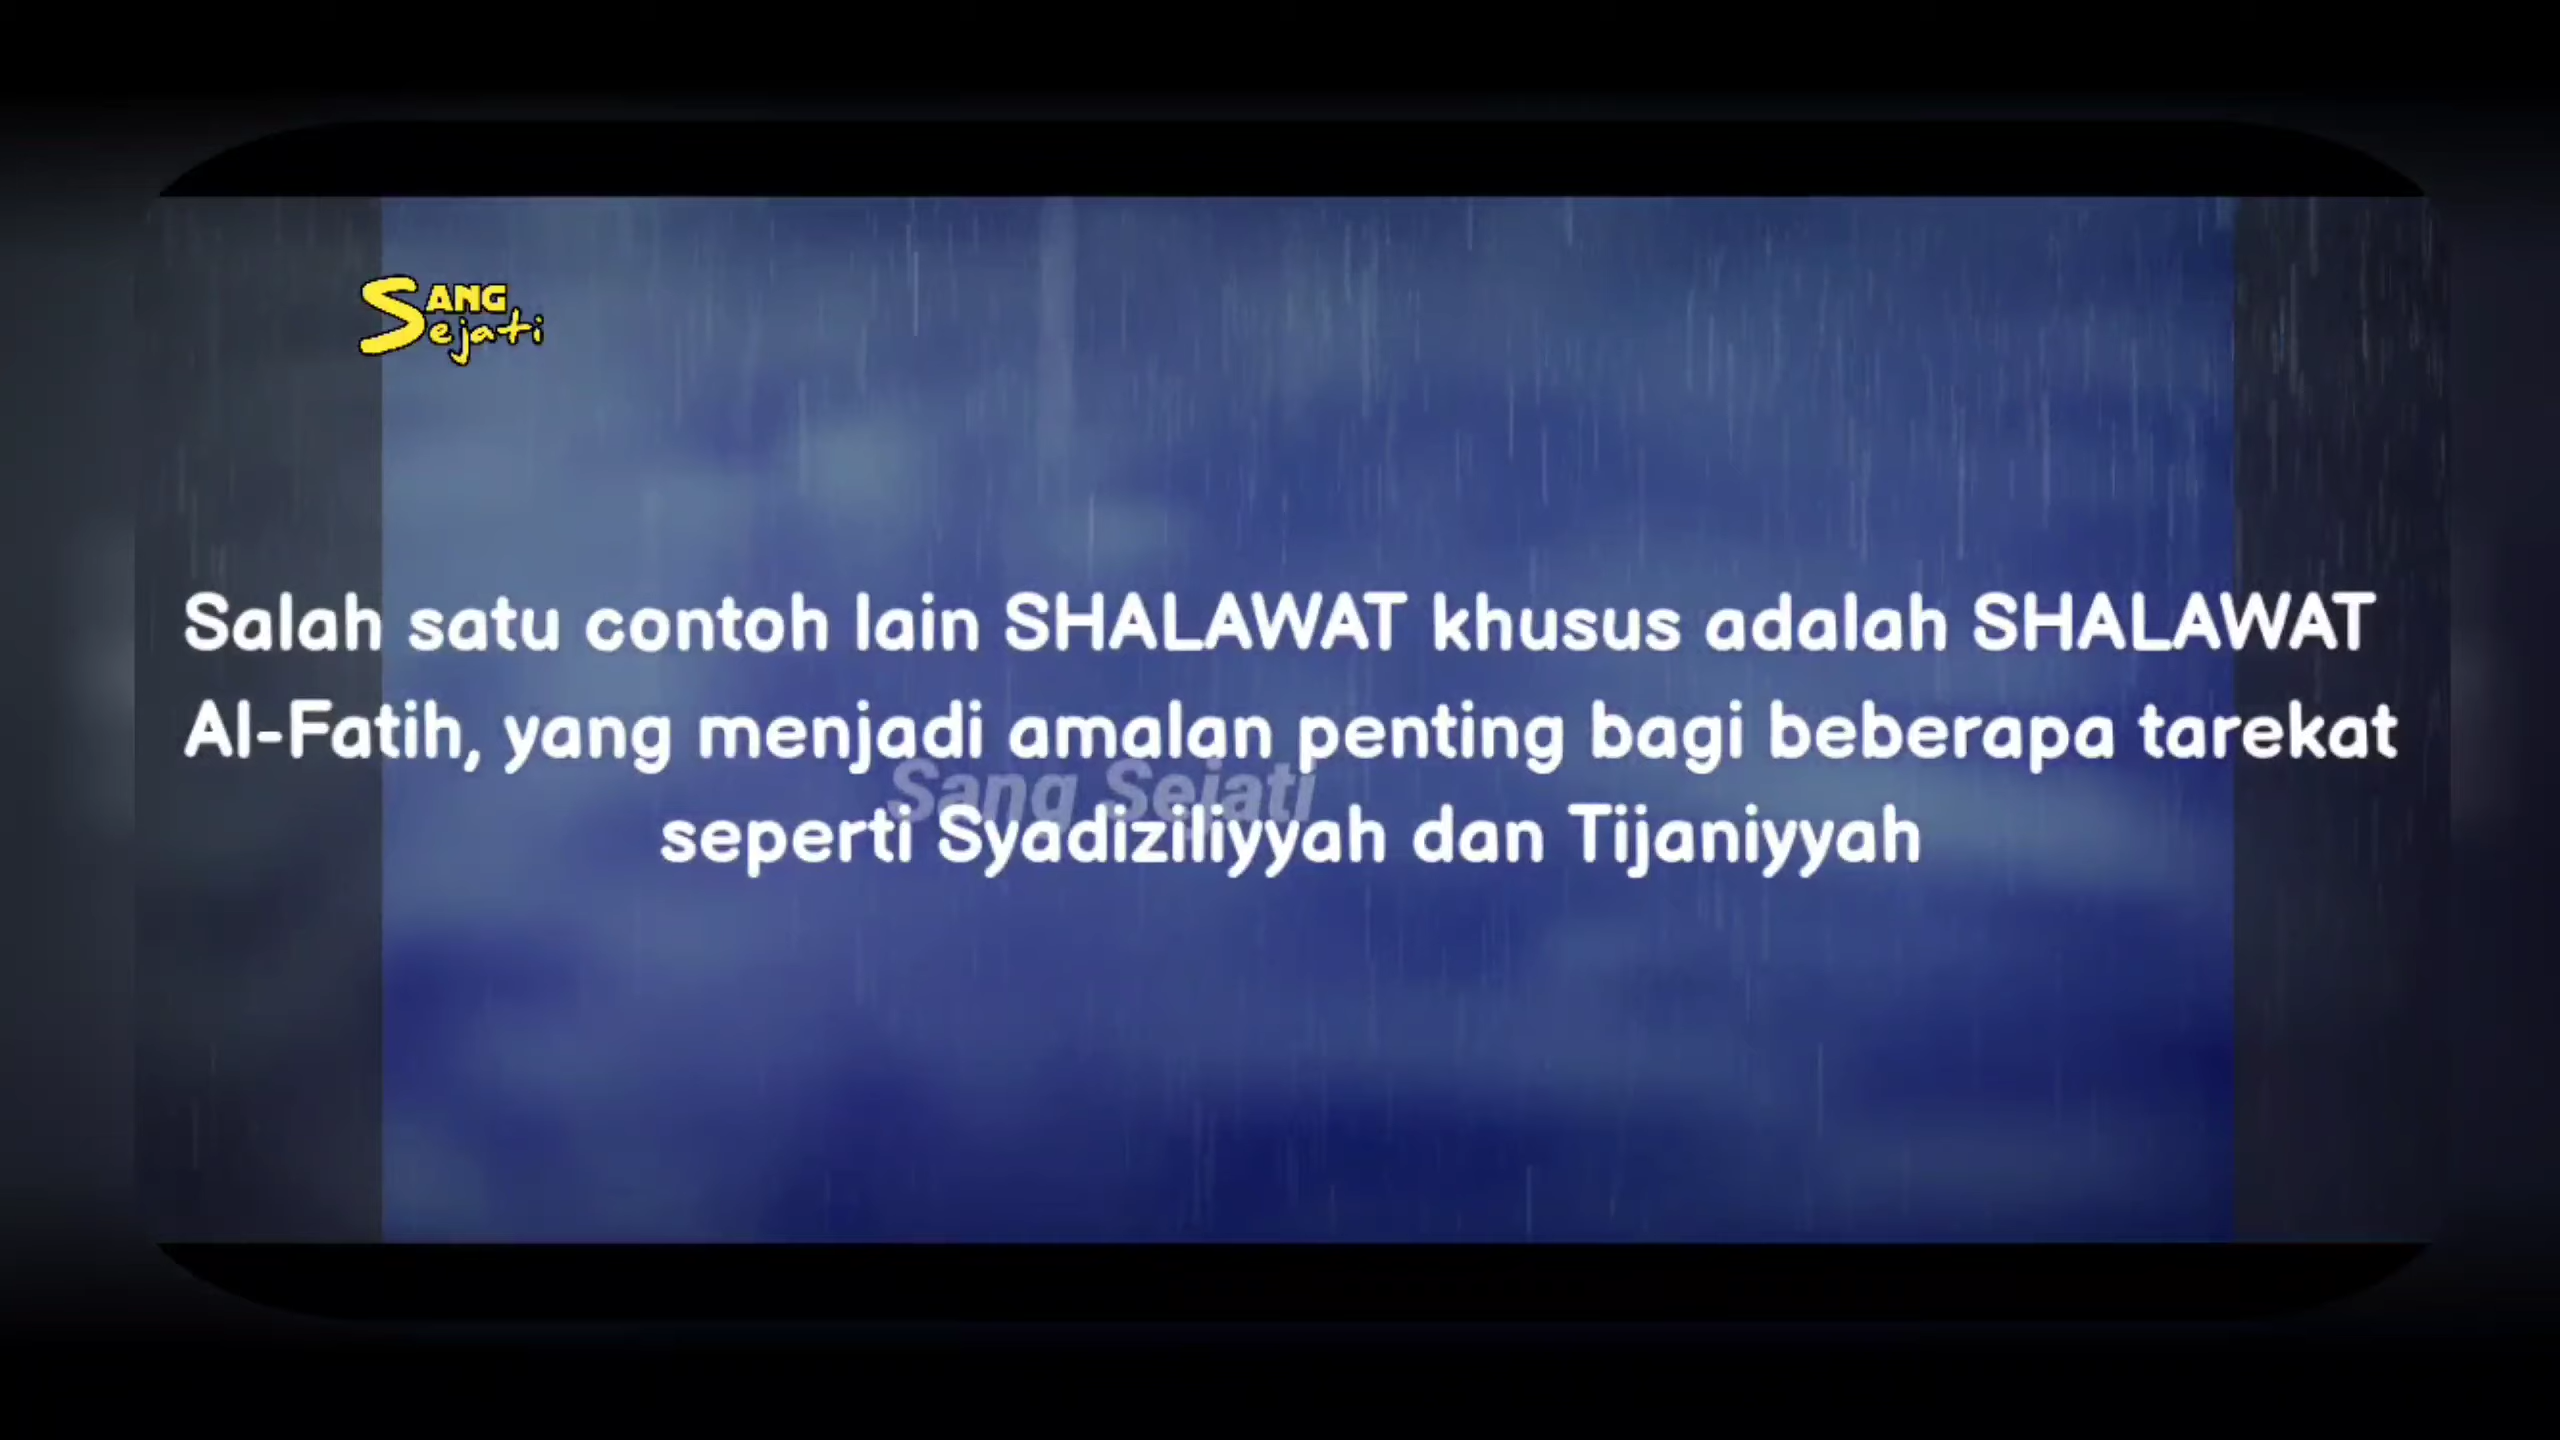 SANG
Sejati
Salah satu contoh lain SHALAWAT khusus adalah SHALAWAT
Al-Fatih, yang menjadi amalan penting bagi beberapa tarekat
Sang Sejati
seperti Syadiziliyyah dan Tijaniyyah